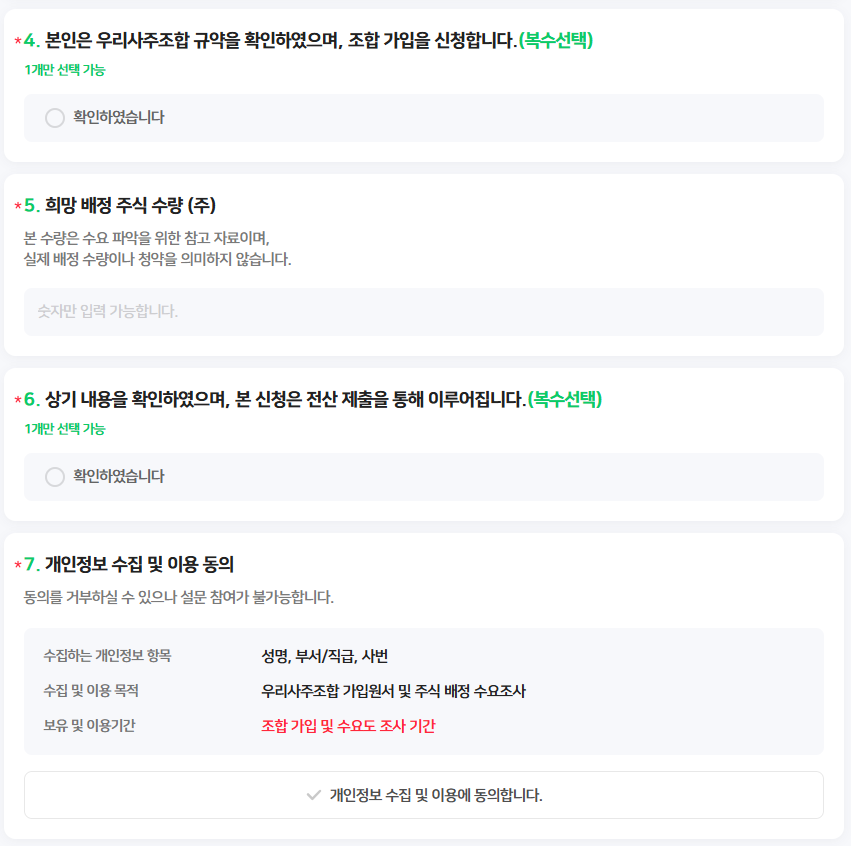 *4. 본인은 우리사주조합 규약을 확인하였으며, 조합 가입을 신청합니다.(복수선택)
1개만 선택 가능
확인하였습니다
*5. 희망 배정 주식 수량 (주)
본 수량은 수요 파악을 위한 참고 자료이며,
실제 배정 수량이나 청약을 의미하지 않습니다.
숫자만 입력 가능합니다.
*6. 상기 내용을 확인하였으며, 본 신청은 전산 제출을 통해 이루어집니다.(복수선택)
1개만 선택 가능
확인하였습니다
*7. 개인정보 수집 및 이용 동의
동의를 거부하실 수 있으나 설문 참여가 불가능합니다.
수집하는 개인정보 항목 성명, 부서/직급, 사번
수집 및 이용 목적 우리사주조합 가입원서 및 주식 배정 수요조사
보유 및 이용기간 조합 가입 및 수요도 조사 기간
개인정보 수집 및 이용에 동의합니다.